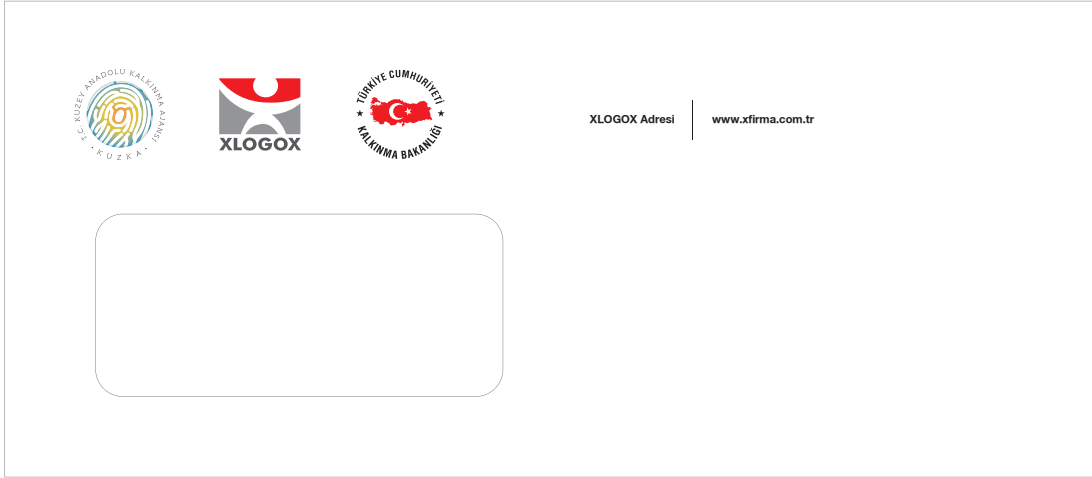 T.C. KUZEY ANADOLU KALKINMA AJANSI
• KUZKA •
XLOGOX
TÜRKİYE CUMHURİYETİ
KALKINMA BAKANLIĞI
XLOGOX Adresi
www.xfirma.com.tr